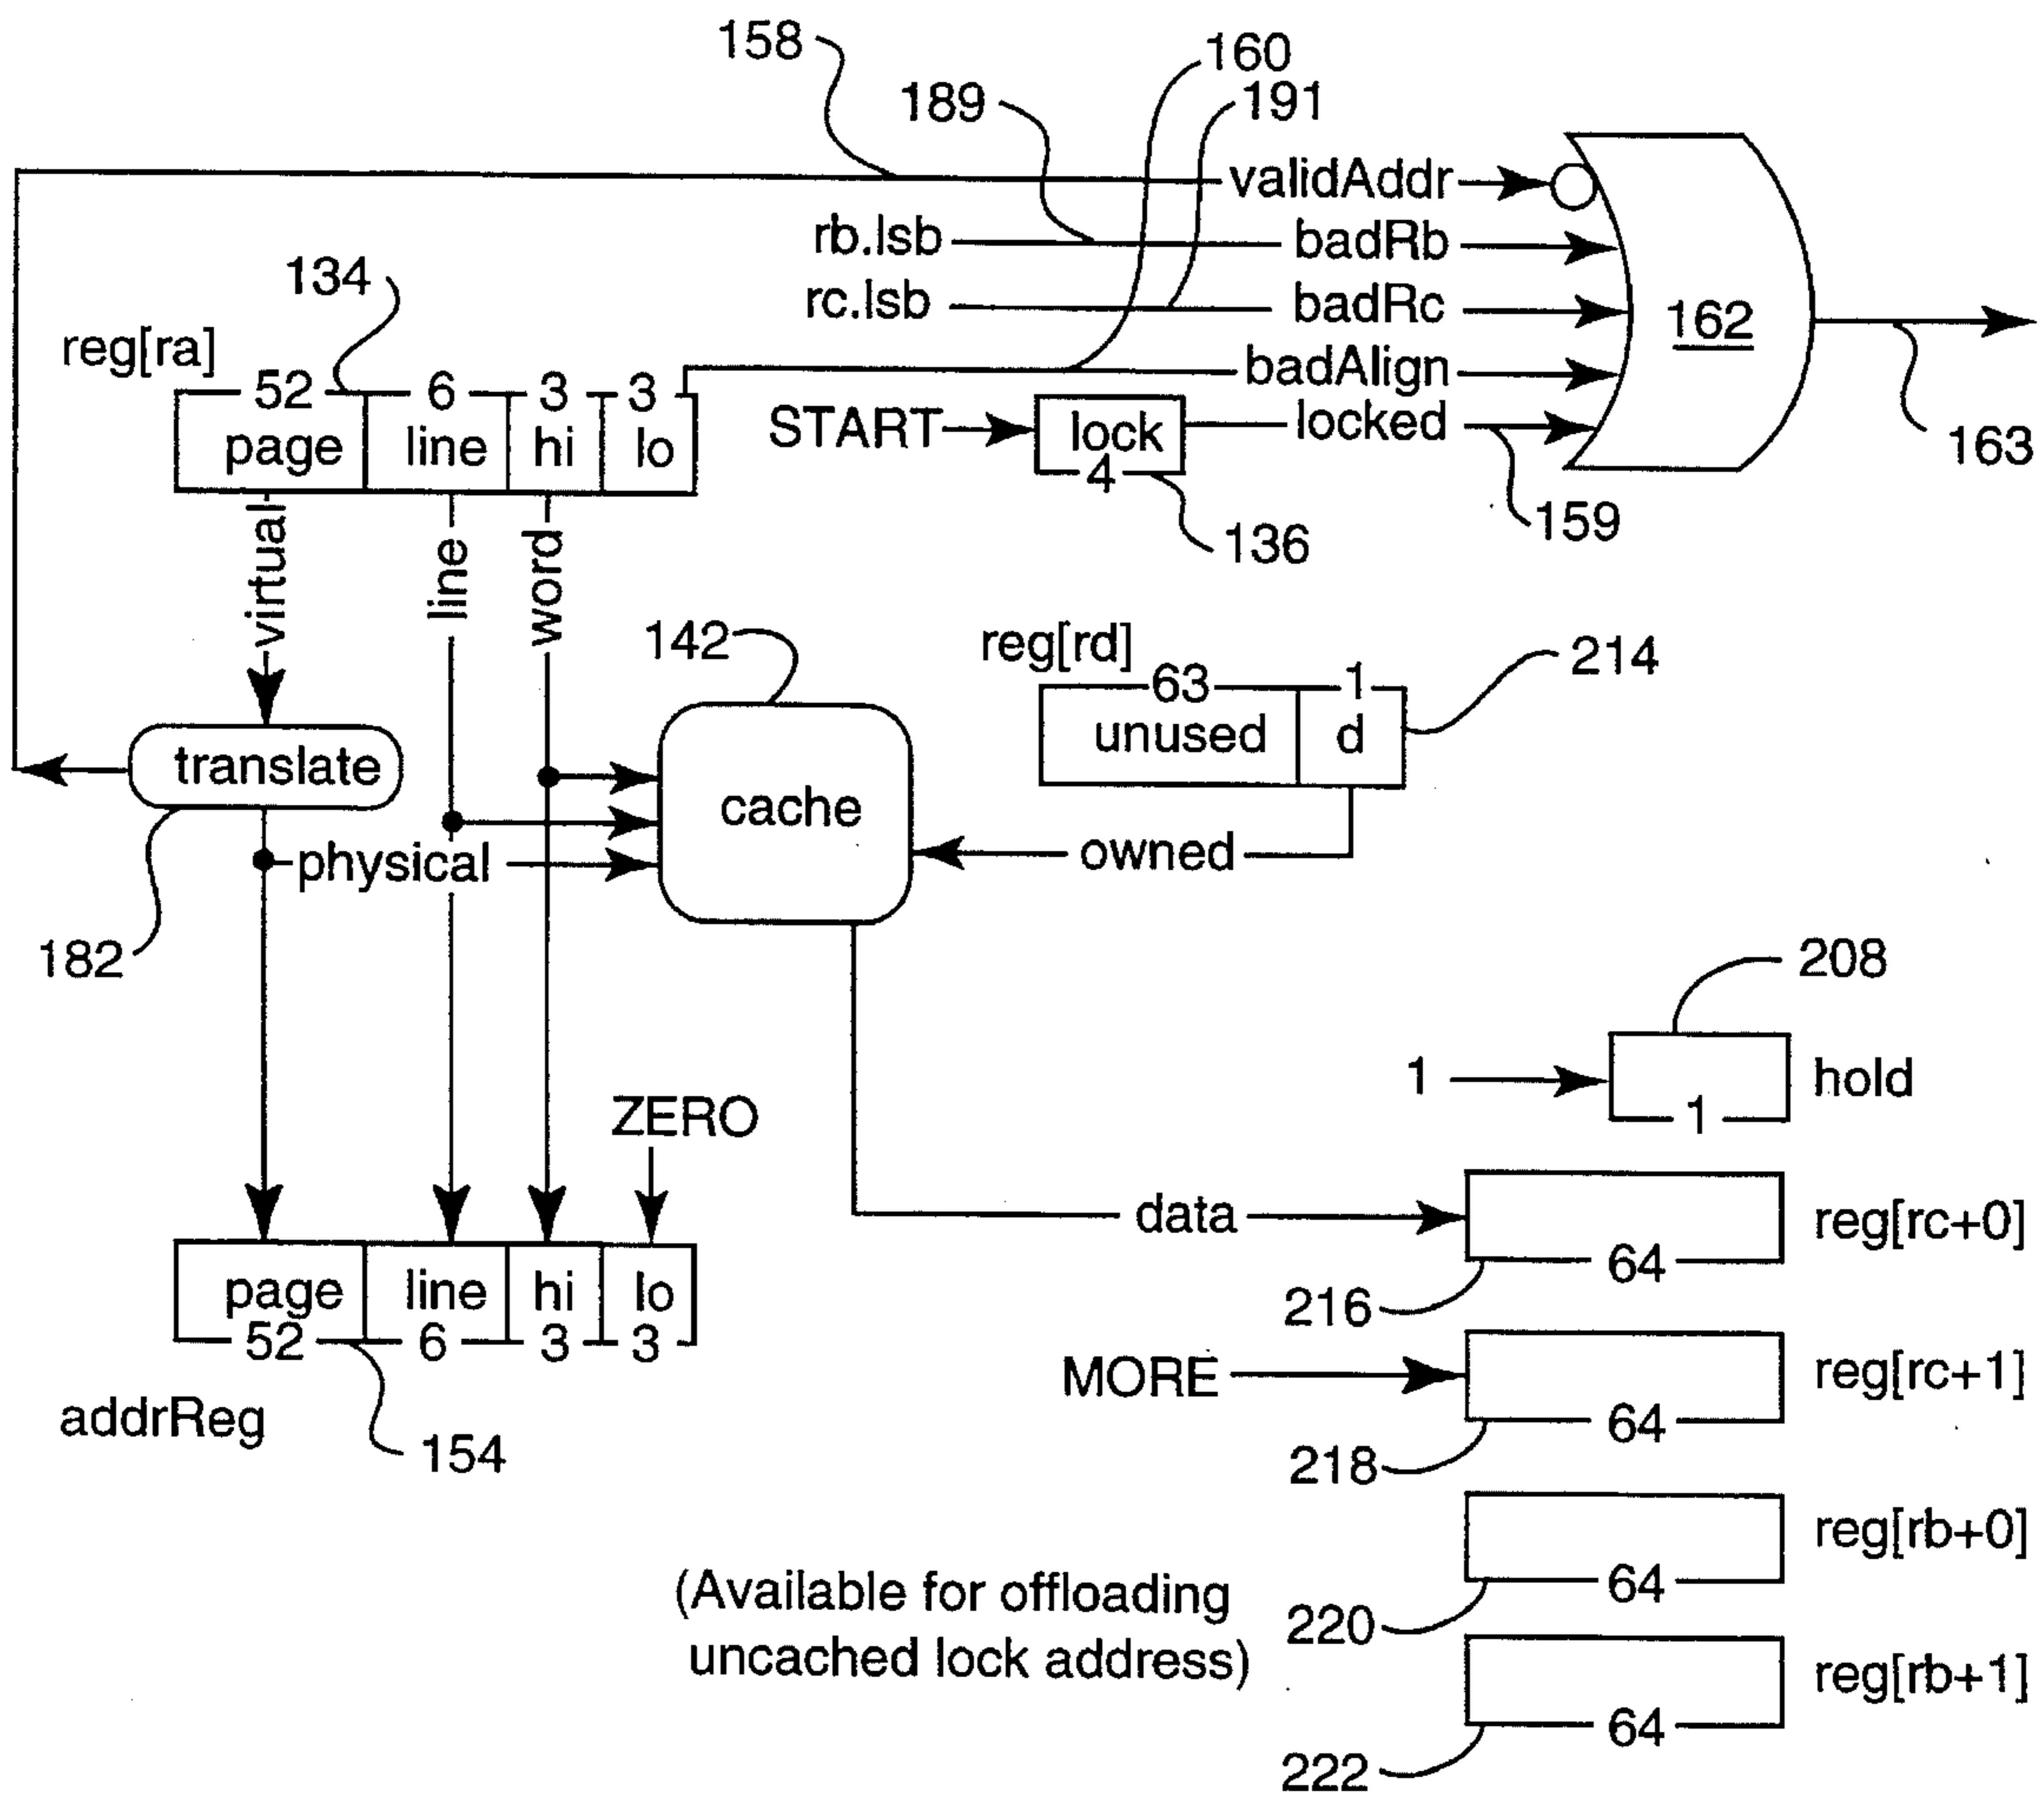 158
160
189
191
validAddr
rb.lsb
badRb
134
rc.lsb
badRc
162
reg[ra]
badAlign
52 6 3 3
page line hi lo
START
lock
4
locked
163
159
136
virtual
line
word
142
reg[rd]
63 1
unused d
214
translate
cache
physical
owned
182
208
1
1
hold
ZERO
data
64
reg[rc+0]
216
page line hi lo
52 6 3 3
MORE
64
reg[rc+1]
addrReg
154
218
64
reg[rb+0]
(Available for offloading
uncached lock address)
220
64
reg[rb+1]
222